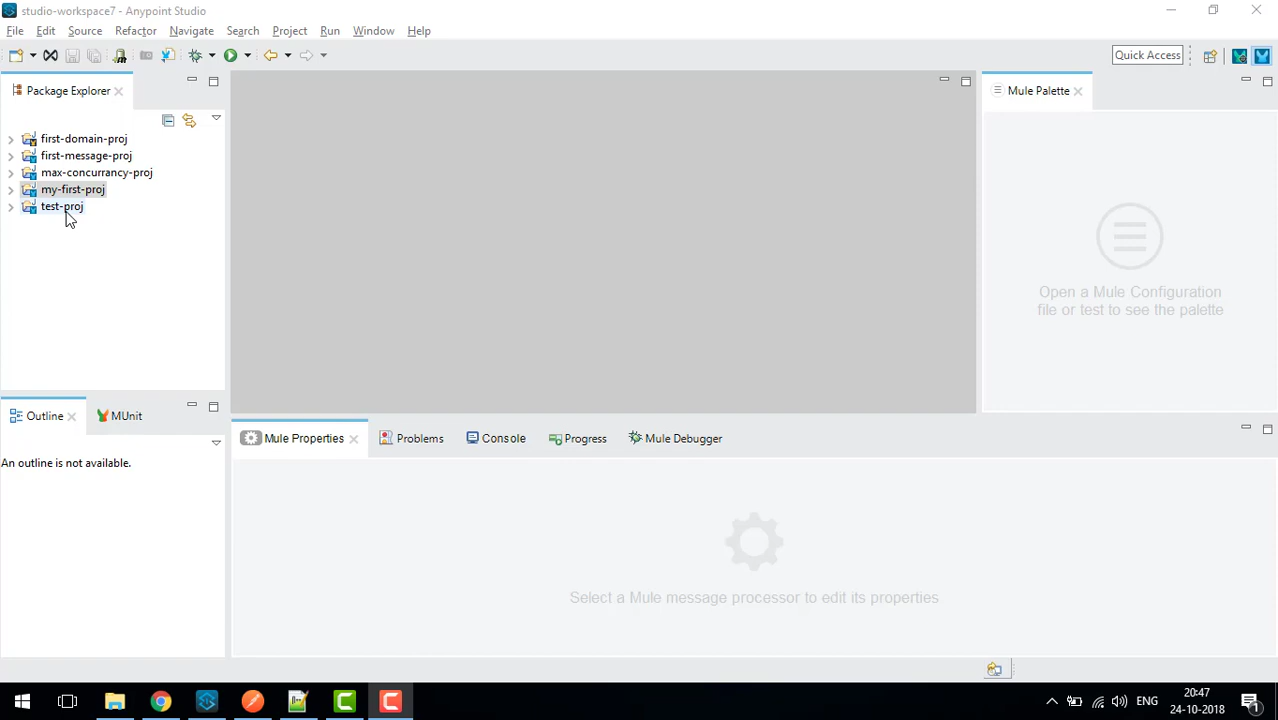 studio-workspace7 - Anypoint Studio
File Edit Source Refactor Navigate Search Project Run Window Help
Quick Access
Package Explorer
Mule Palette
first-domain-proj
first-message-proj
max-concurrancy-proj
my-first-proj
test-proj
Open a Mule Configuration
file or test to see the palette
Outline
MUnit
An outline is not available.
Mule Properties
Problems
Console
Progress
Mule Debugger
Select a Mule message processor to edit its properties
ENG
20:47
24-10-2018
1